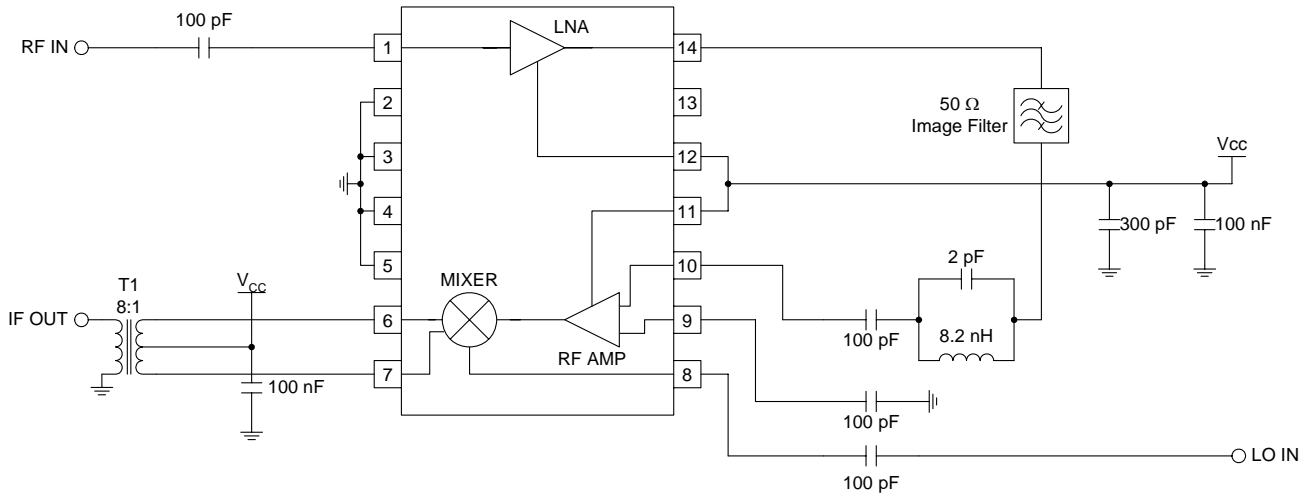 100 pF
LNA
RF IN
1
14
2
13
50 Ω
Image Filter
3
12
Vcc
4
11
300 pF
100 nF
5
10
2 pF
T1
8:1
VCC
MIXER
IF OUT
6
9
100 pF
8.2 nH
RF AMP
7
8
100 nF
100 pF
100 pF
LO IN